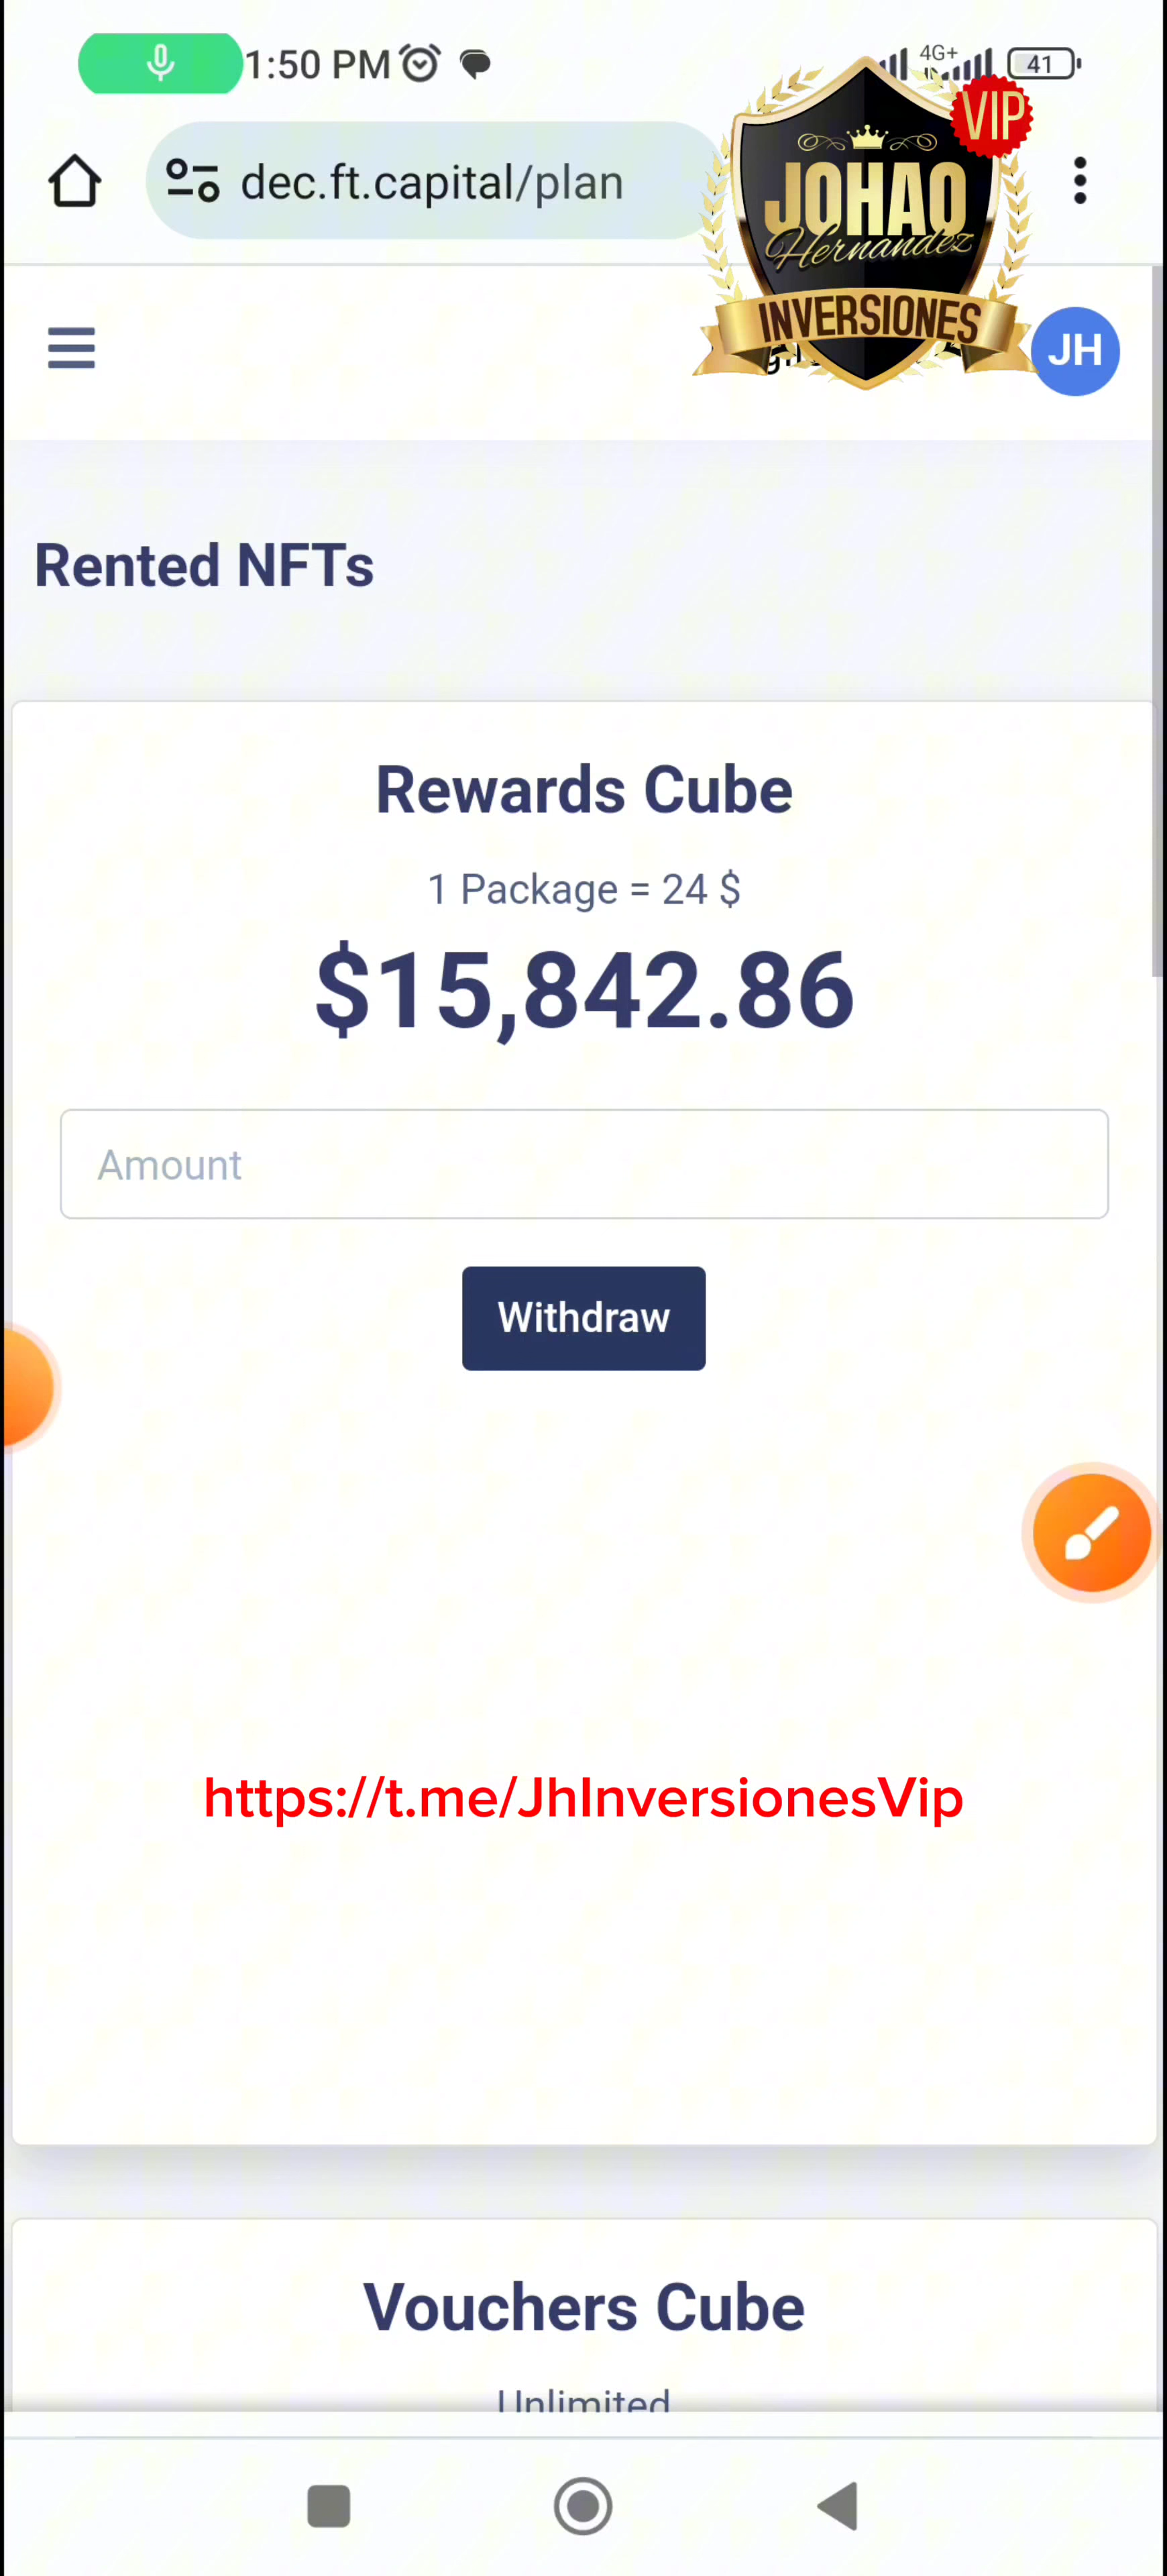 1:50 PM
4G+
41
dec.ft.capital/plan
VIP
JOHAO
Hernandez
INVERSIONES
JH
Rented NFTs
Rewards Cube
1 Package = 24 $
$15,842.86
Amount
Withdraw
https://t.me/JhInversionesVip
Vouchers Cube
Unlimited